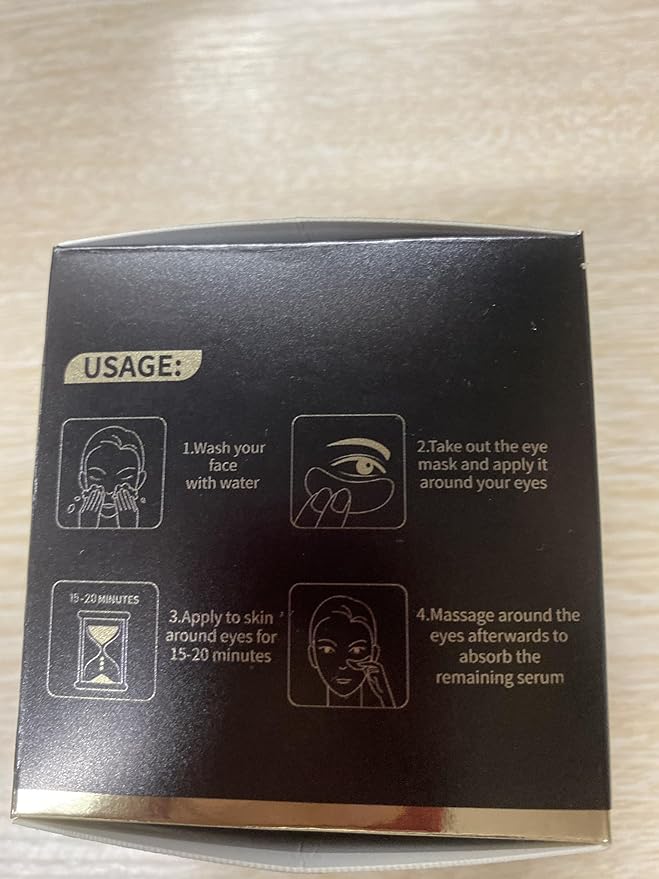 USAGE:
1.Wash your
face
with water
2.Take out the eye
mask and apply it
around your eyes
15-20 MINUTES
3.Apply to skin
around eyes for
15-20 minutes
4.Massage around the
eyes afterwards to
absorb the
remaining serum